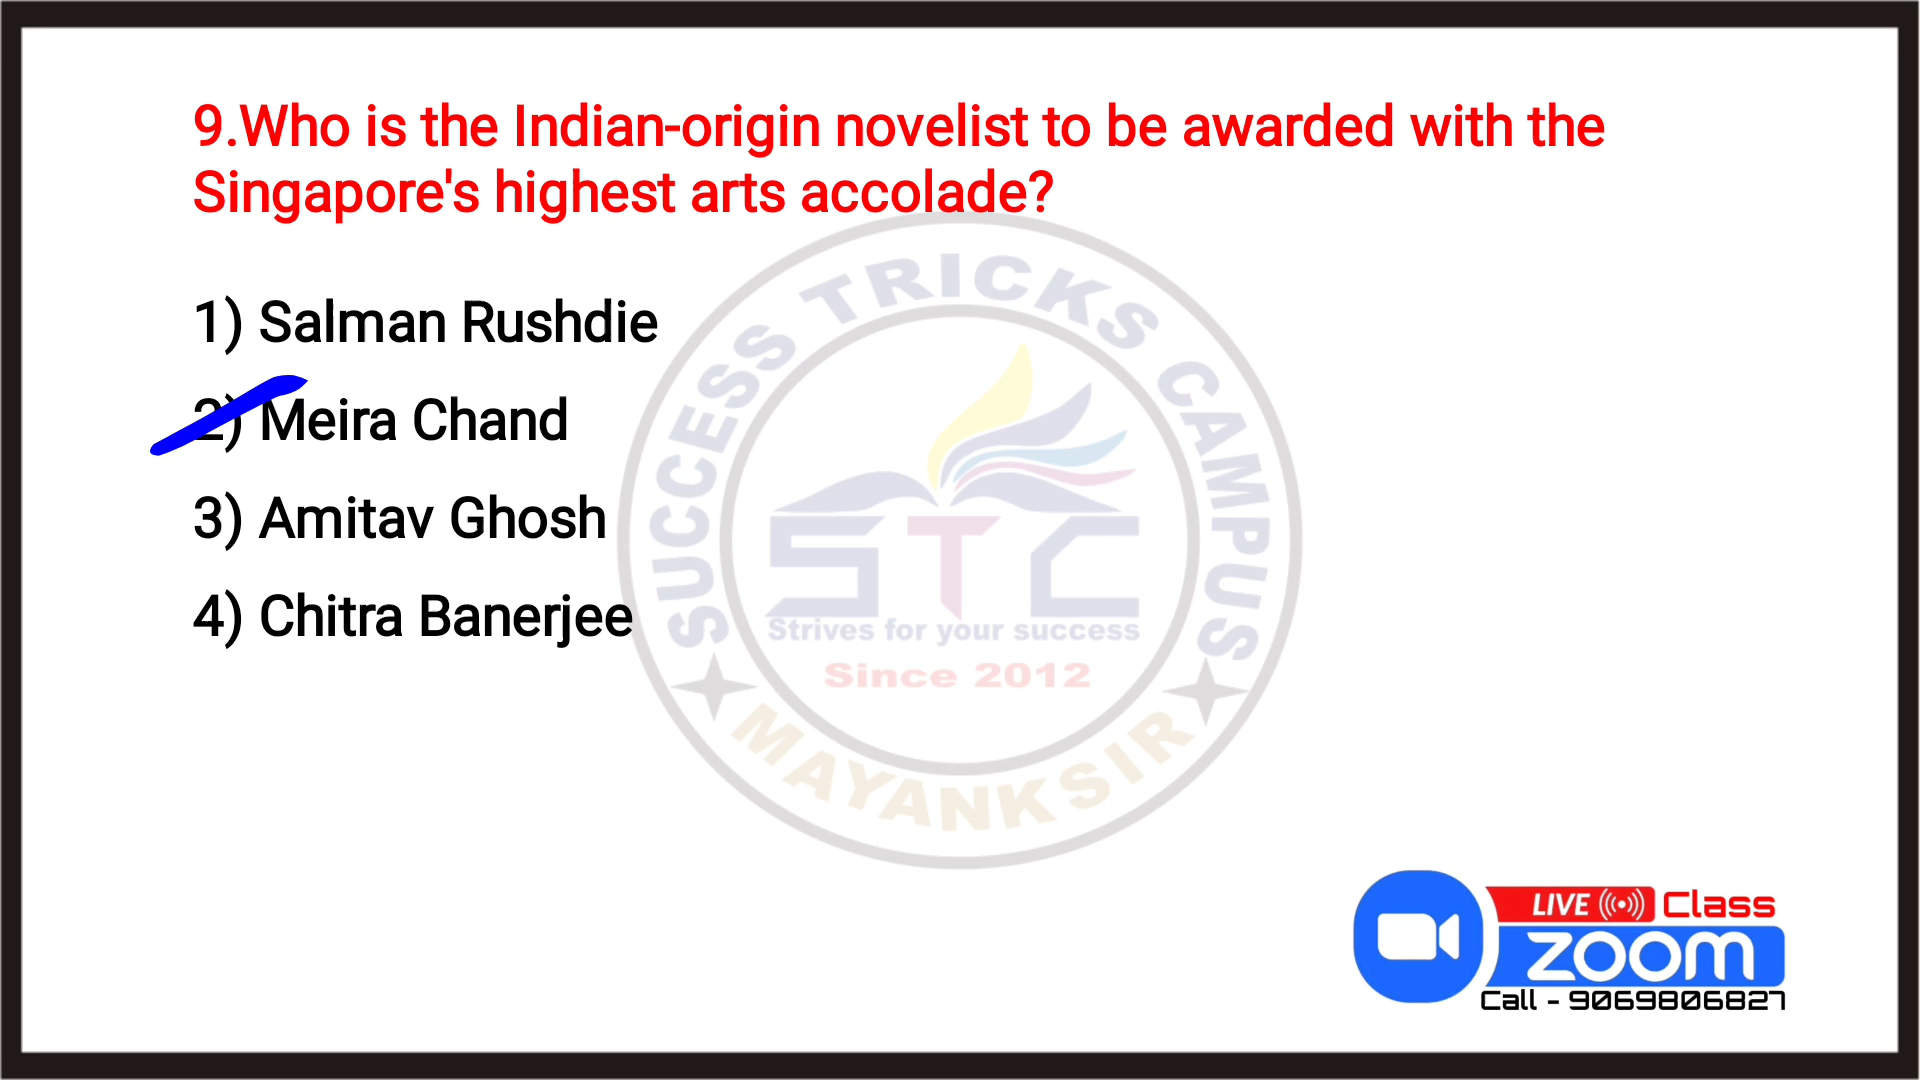 9.Who is the Indian-origin novelist to be awarded with the
Singapore's highest arts accolade?
1) Salman Rushdie
2) Meira Chand
3) Amitav Ghosh
4) Chitra Banerjee
SUCCESS TRICKS CAMPUS
STC
Strives for your success
Since 2012
MAYANKSIR
LIVE Class
zoom
Call - 9069806827